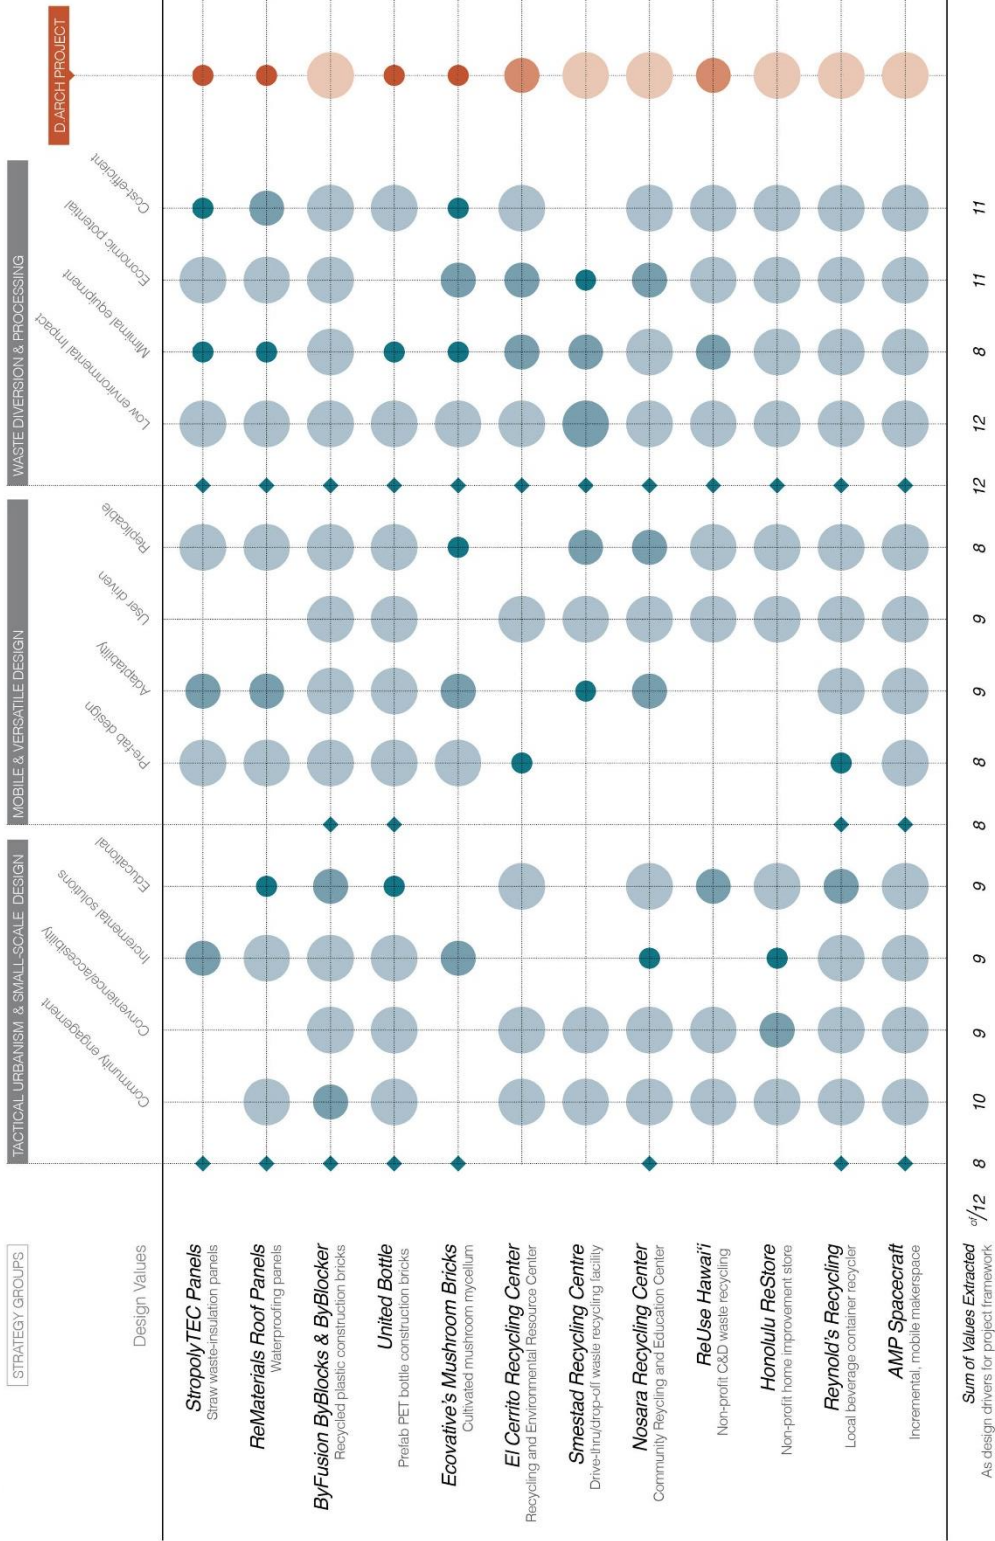 STRATEGY GROUPS
TACTICAL URBANISM & SMALL-SCALE DESIGN
MOBILE & VERSATILE DESIGN
WASTE DIVERSION & PROCESSING
D.ARCH PROJECT
Design Values
Community engagement
Convenience/accesibility
Incremental solutions
Educational
Pre-fab design
Adaptability
User driven
Replicable
Low environmental Impact
Minimal equipment
Economic potential
Cost-efficient
StropolyTEC Panels
Straw waste-insulation panels
ReMaterials Roof Panels
Waterproofing panels
ByFusion ByBlocks & ByBlocker
Recycled plastic construction bricks
United Bottle
Prefab PET bottle construction bricks
Ecovative's Mushroom Bricks
Cultivated mushroom mycellum
El Cerrito Recycling Center
Recycling and Environmental Resource Center
Smestad Recycling Centre
Drive-thru/drop-off waste recycling facility
Nosara Recycling Center
Community Reycling and Education Center
ReUse Hawai'i
Non-profit C&D waste recycling
Honolulu ReStore
Non-profit home improvement store
Reynold's Recycling
Local beverage container recycler
AMP Spacecraft
Incremental, mobile makerspace
Sum of Values Extracted of/12 8 10 9 9 9 8 8 9 9 8 12 12 8 11 11
As design drivers for project framework